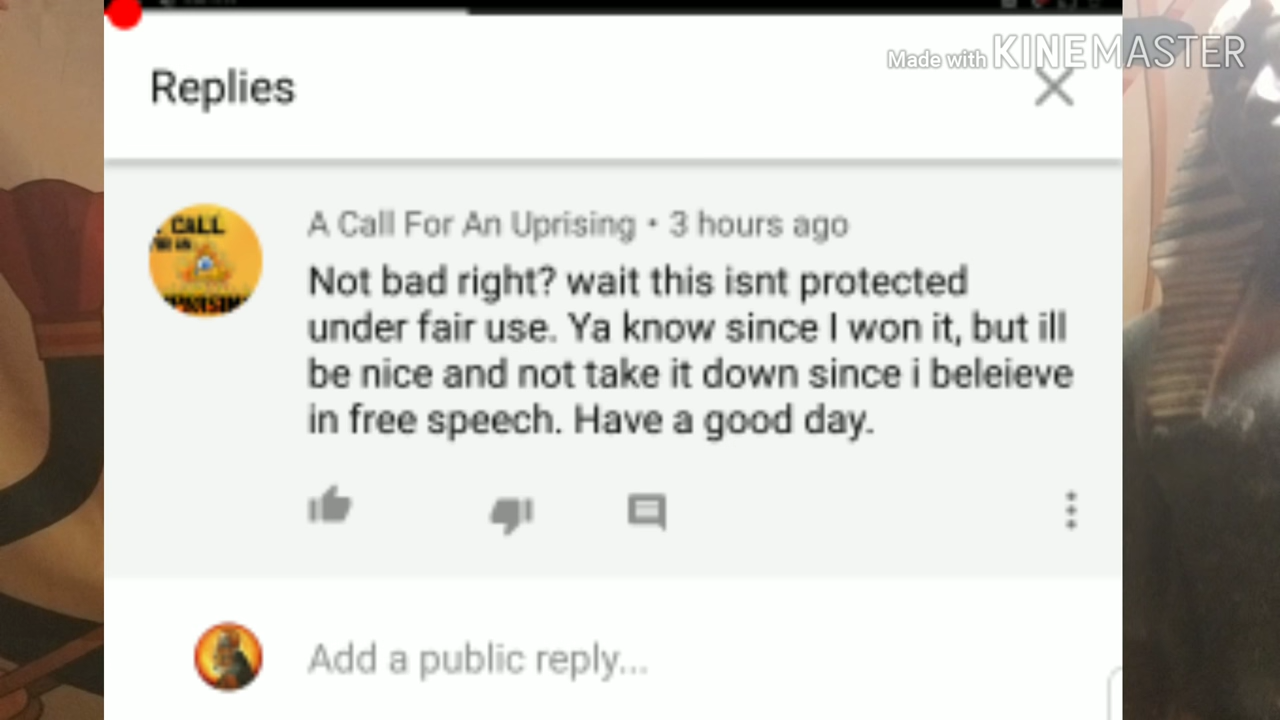 Made with KINEMASTER
Replies
CALL
A Call For An Uprising • 3 hours ago
Not bad right? wait this isnt protected
under fair use. Ya know since I won it, but ill
be nice and not take it down since i beleieve
in free speech. Have a good day.
Add a public reply...